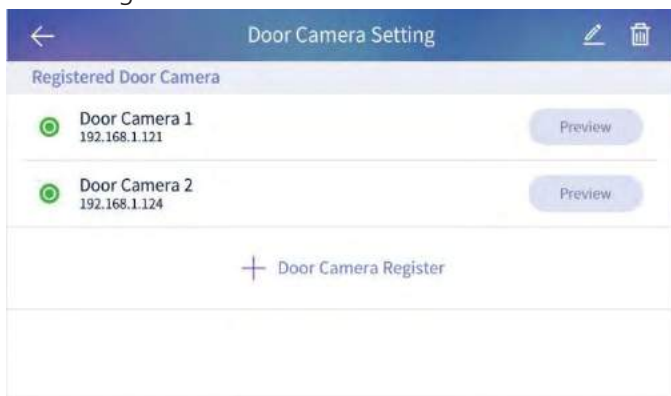 Door Camera Setting
Registered Door Camera
Door Camera 1
192.168.1.121
Preview
Door Camera 2
192.168.1.124
Preview
Door Camera Register